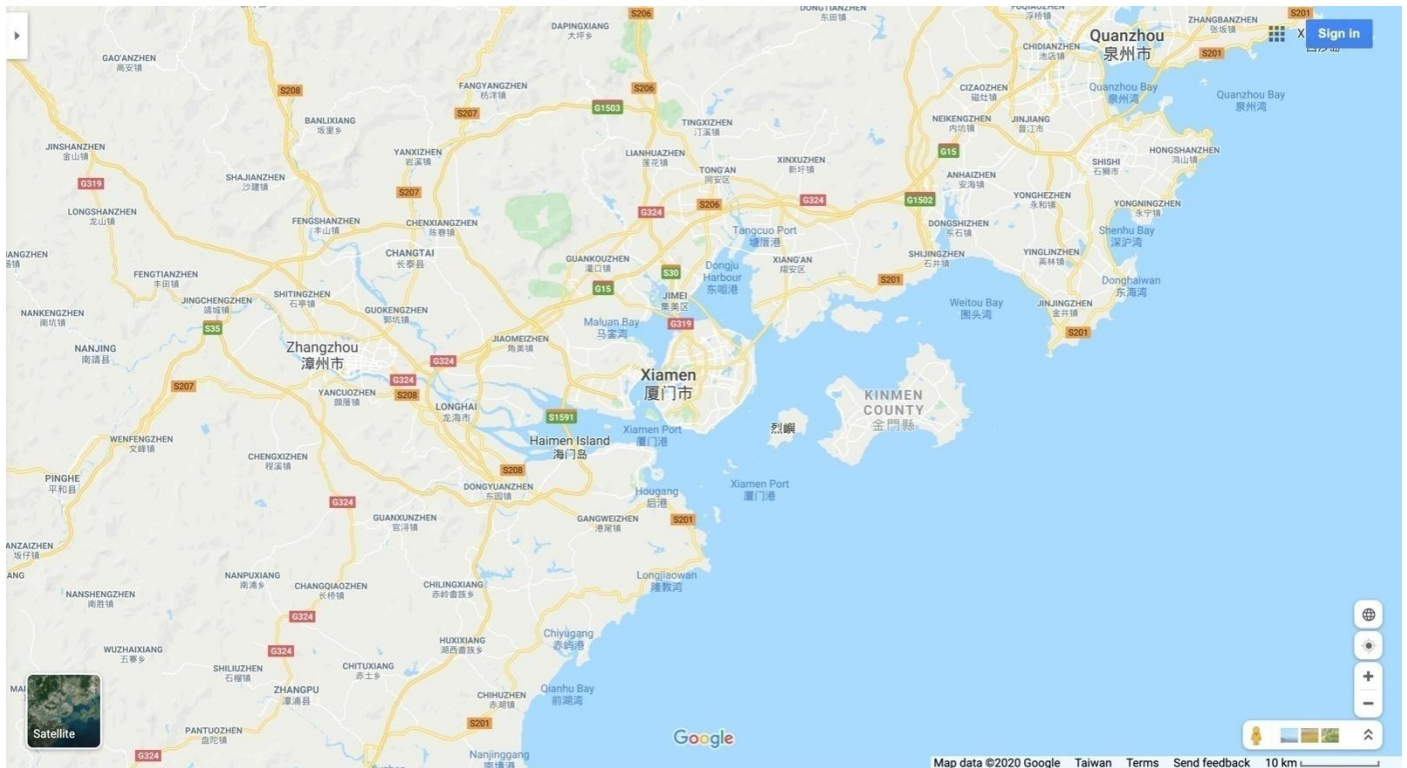 DONGTIANZHEN
东田镇
S206
S201
DAPINGXIANG
大坪乡
ZHANGBANZHEN
张坂镇
Sign in
Quanzhou
泉州市
CHIDIANZHEN
池店镇
S201
GAO'ANZHEN
高安镇
S208
FANGYANGZHEN
枋洋镇
S206
CIZAOZHEN
磁灶镇
Quanzhou Bay
泉州湾
Quanzhou Bay
泉州湾
G1503
S207
BANLIXIANG
坂里乡
TINGXIZHEN
汀溪镇
NEIKENGZHEN
内坑镇
JINJIANG
晋江市
JINSHANZHEN
金山镇
YANXIZHEN
岩溪镇
LIANHUAZHEN
莲花镇
XINXUZHEN
新圩镇
G15
HONGSHANZHEN
鸿山镇
SHISHI
石狮市
G319
SHAJIANZHEN
沙建镇
TONG'AN
同安区
ANHAIZHEN
安海镇
S207
S206
G324
G1502
YONGHEZHEN
永和镇
YONGNINGZHEN
永宁镇
LONGSHANZHEN
龙山镇
G324
FENGSHANZHEN
丰山镇
CHENXIANGZHEN
陈巷镇
DONGSHIZHEN
东石镇
Tangcuo Port
塘厝港
Shenhu Bay
深沪湾
CHANGTAI
长泰县
GUANKOUZHEN
灌口镇
XIANG'AN
翔安区
SHIJINGZHEN
石井镇
YINGLINZHEN
英林镇
FENGTIANZHEN
丰田镇
S30
Dongju
Harbour
东咀港
S201
Donghaiwan
东海湾
G15
SHITINGZHEN
石亭镇
JINGCHENGZHEN
靖城镇
JIMEI
集美区
Weitou Bay
围头湾
JINJINGZHEN
金井镇
NANKENGZHEN
南坑镇
GUOKENGZHEN
郭坑镇
S35
Maluan Bay
马銮湾
G319
S201
JIAOMEIZHEN
角美镇
NANJING
南靖县
Zhangzhou
漳州市
G324
Xiamen
厦门市
S207
G324
YANCUOZHEN
颜厝镇
S208
KINMEN
COUNTY
金門縣
LONGHAI
龙海市
S1591
Xiamen Port
厦门港
烈嶼
WENFENGZHEN
文峰镇
Haimen Island
海门岛
CHENGXIZHEN
程溪镇
S208
PINGHE
平和县
DONGYUANZHEN
东园镇
Hougang
后港
Xiamen Port
厦门港
G324
GUANXUNZHEN
官浔镇
GANGWEIZHEN
港尾镇
S201
ANZAIZHEN
坂仔镇
ANG
NANPUXIANG
南浦乡
Longjiaowan
隆教湾
NANSHENGZHEN
南胜镇
CHANGQIAOZHEN
长桥镇
CHILINGXIANG
赤岭畲族乡
G324
Chiyugang
赤屿港
WUZHAIXIANG
五寨乡
G324
HUXIXIANG
湖西畲族乡
SHILIUZHEN
石榴镇
CHITUXIANG
赤土乡
ZHANGPU
漳浦县
CHIHUZHEN
赤湖镇
Qianhu Bay
前湖湾
Satellite
PANTUOZHEN
盘陀镇
S201
Google
G324
Nanjinggang
Map data ©2020 Google Taiwan Terms Send feedback 10 km